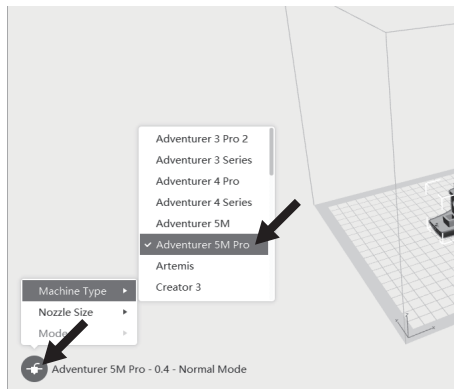 Adventurer 3 Pro 2
Adventurer 3 Series
Adventurer 4 Pro
Adventurer 4 Series
Adventurer 5M
Adventurer 5M Pro
Artemis
Creator 3
Machine Type
Nozzle Size
Mode
Adventurer 5M Pro - 0.4 - Normal Mode